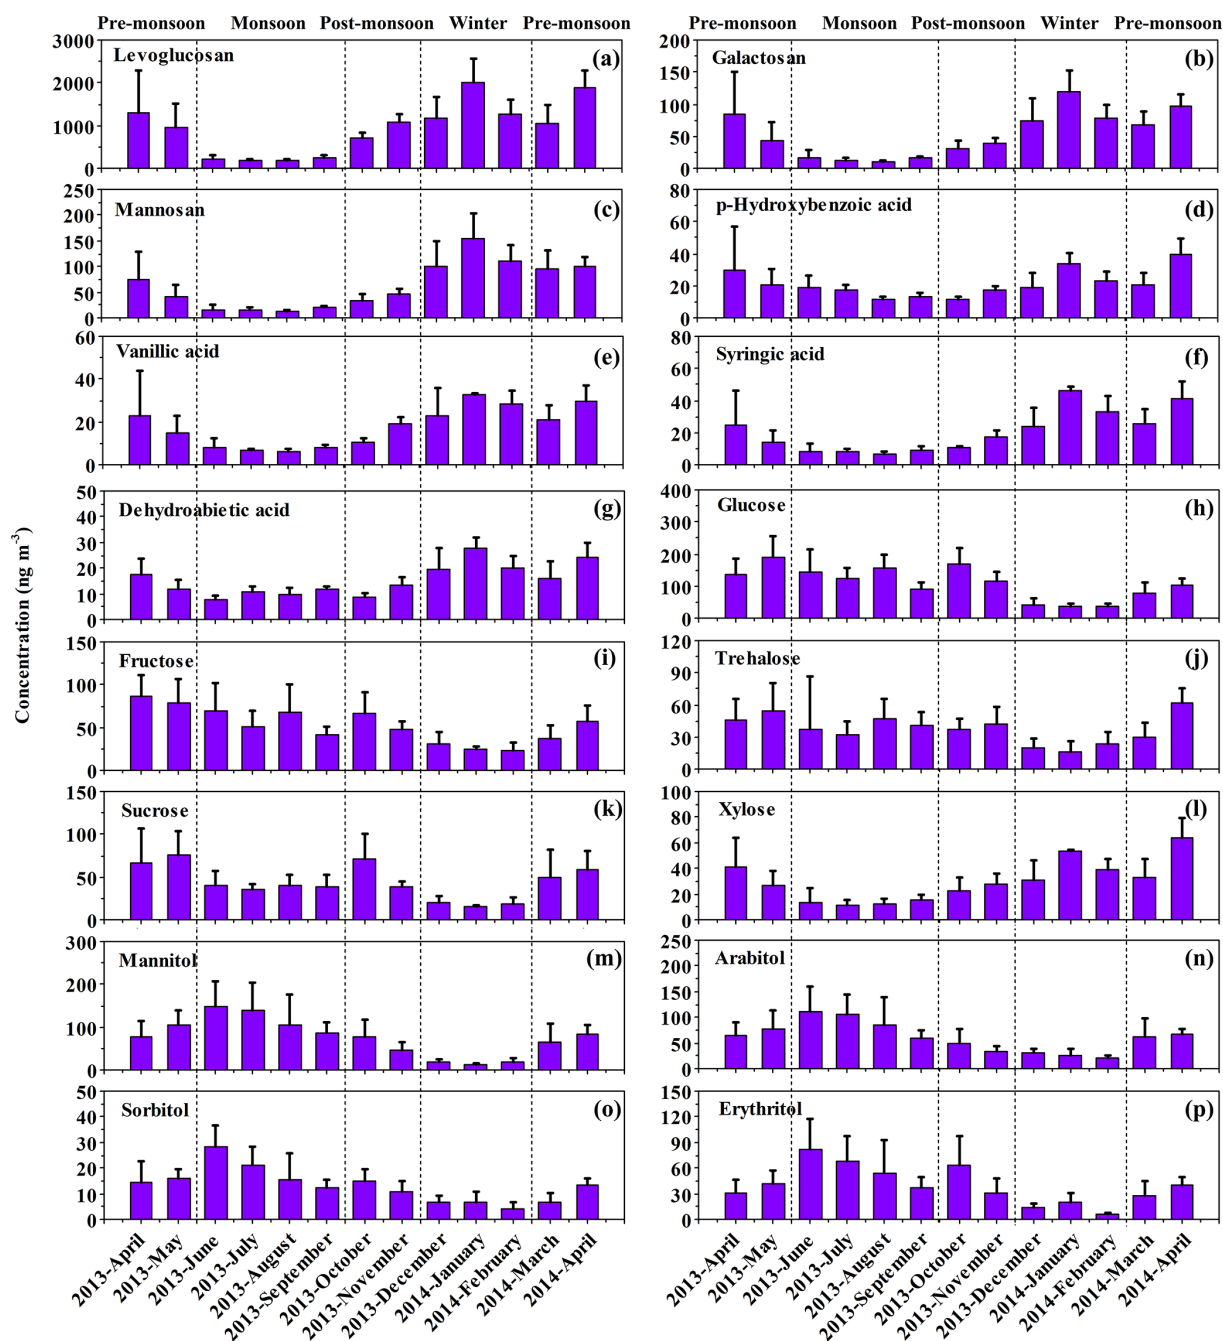 Pre-monsoon Monsoon Post-monsoon Winter Pre-monsoon
Pre-monsoon Monsoon Post-monsoon Winter Pre-monsoon
Concentration (ng m-3)
Levoglucosan (a)
3000
2000
1000
0
Galactosan (b)
200
150
100
50
0
Mannosan (c)
250
200
150
100
50
0
p-Hydroxybenzoic acid (d)
80
60
40
20
0
Vanillic acid (e)
60
40
20
0
Syringic acid (f)
80
60
40
20
0
Dehydroabietic acid (g)
50
40
30
20
10
0
Glucose (h)
400
300
200
100
0
Fructose (i)
150
100
50
0
Trehalose (j)
120
90
60
30
0
Sucrose (k)
150
100
50
0
Xylose (l)
100
80
60
40
20
0
Mannitol (m)
300
200
100
0
Arabitol (n)
250
200
150
100
50
0
Sorbitol (o)
50
40
30
20
10
0
Erythritol (p)
150
120
90
60
30
0
2013-April
2013-May
2013-June
2013-July
2013-August
2013-September
2013-October
2013-November
2013-December
2014-January
2014-February
2014-March
2014-April
2013-April
2013-May
2013-June
2013-July
2013-August
2013-September
2013-October
2013-November
2013-December
2014-January
2014-February
2014-March
2014-April